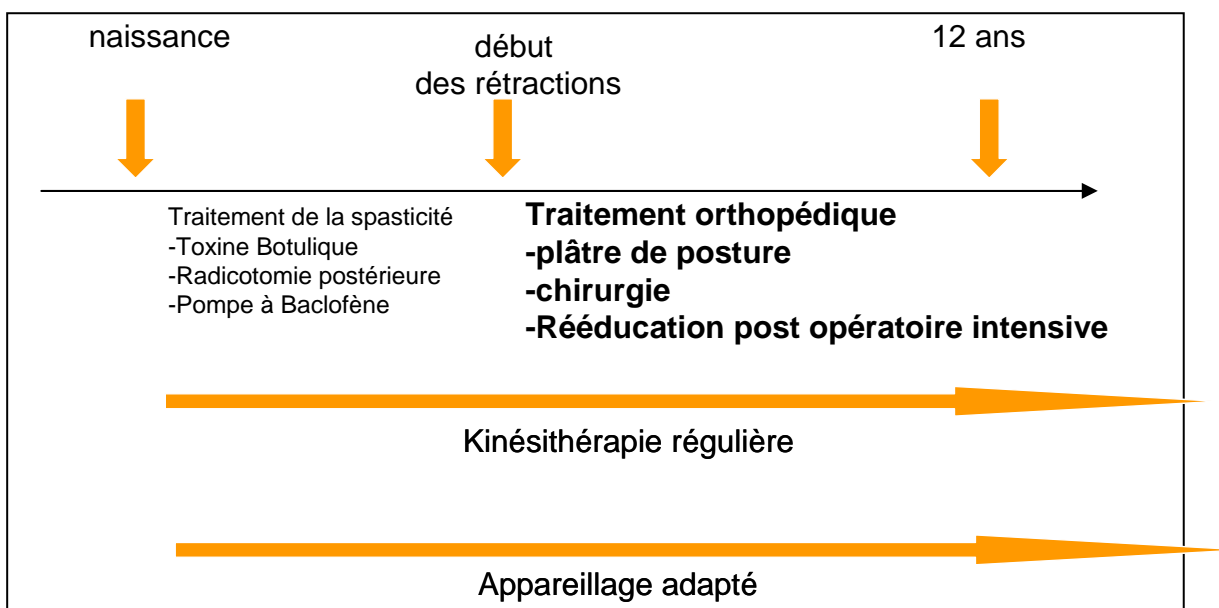 naissance
début
des rétractions
12 ans
Traitement de la spasticité
-Toxine Botulique
-Radicotomie postérieure
-Pompe à Baclofène
Traitement orthopédique
-plâtre de posture
-chirurgie
-Rééducation post opératoire intensive
Kinésithérapie régulière
Appareillage adapté